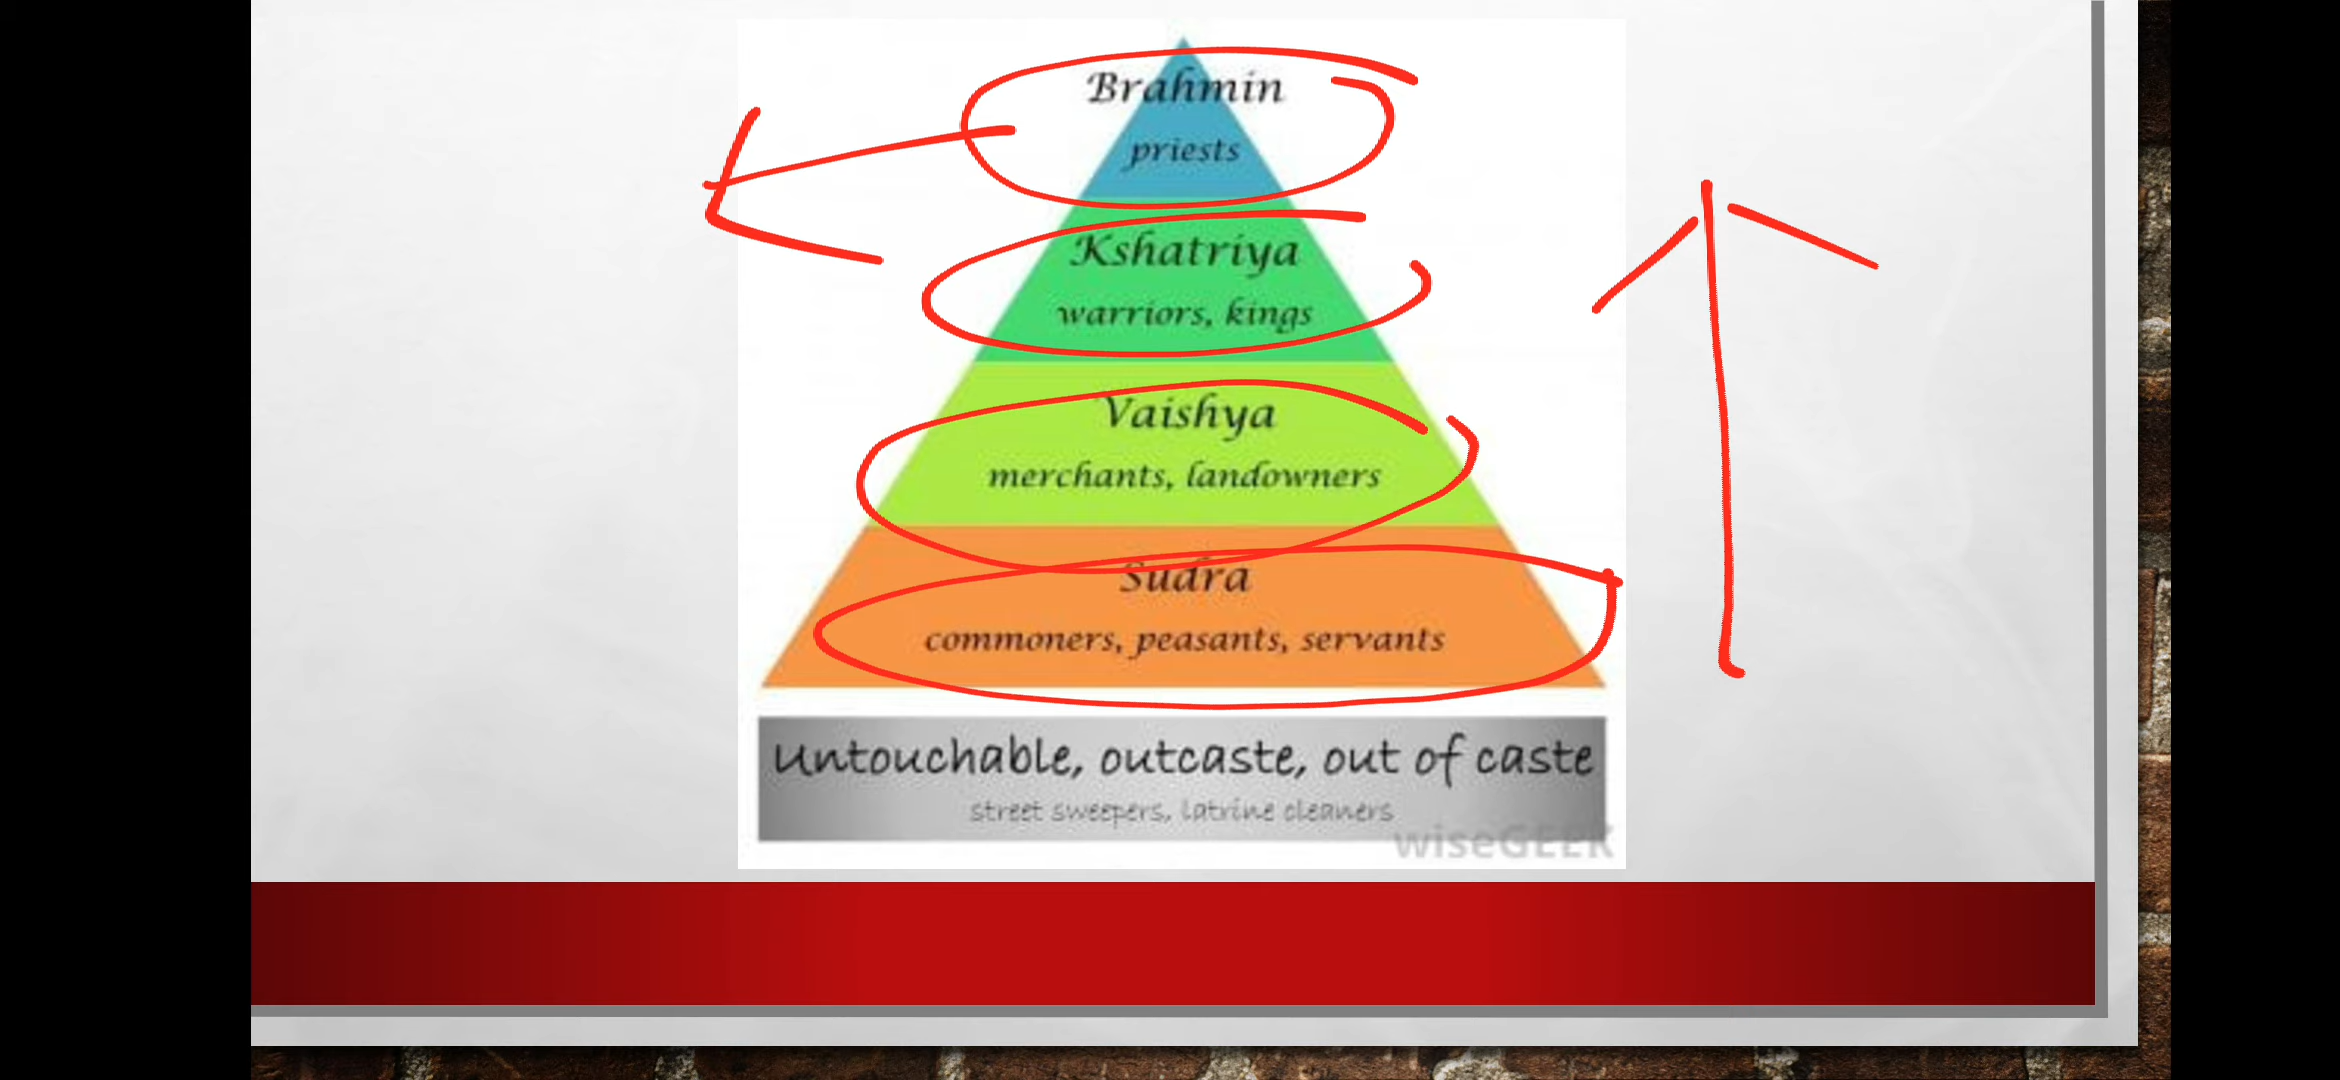 Brahmin
priests
Kshatriya
warriors, kings
Vaishya
merchants, landowners
Sudra
commoners, peasants, servants
Untouchable, outcaste, out of caste
street sweepers, latrine cleaners
wiseGEEK